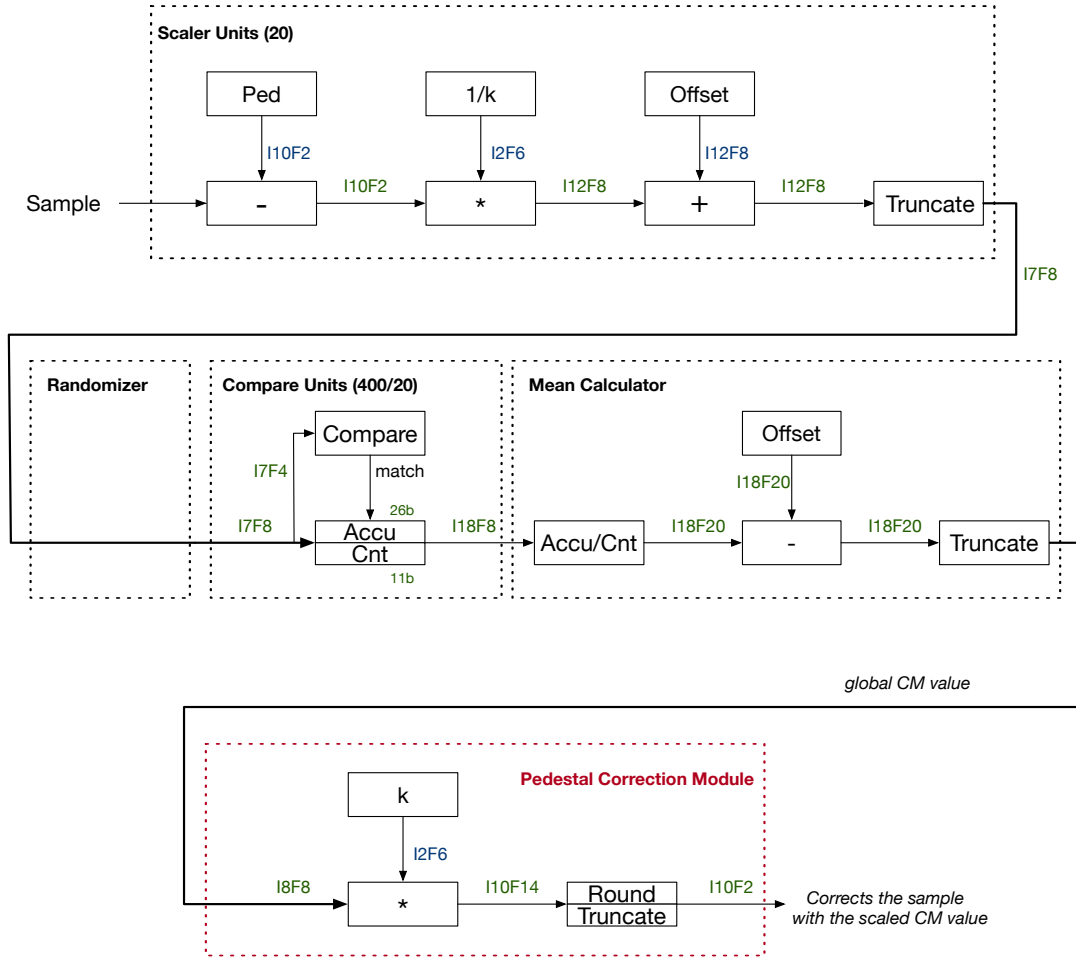 Scaler Units (20)
Ped
1/k
Offset
I10F2
I2F6
I12F8
Sample
-
I10F2
*
I12F8
+
I12F8
Truncate
I7F8
Randomizer
Compare Units (400/20)
Mean Calculator
Compare
Offset
I7F4
match
I18F20
I7F8
26b
Accu
Cnt
11b
I18F8
Accu/Cnt
I18F20
-
I18F20
Truncate
global CM value
Pedestal Correction Module
k
I2F6
I8F8
*
I10F14
Round
Truncate
I10F2
Corrects the sample
with the scaled CM value